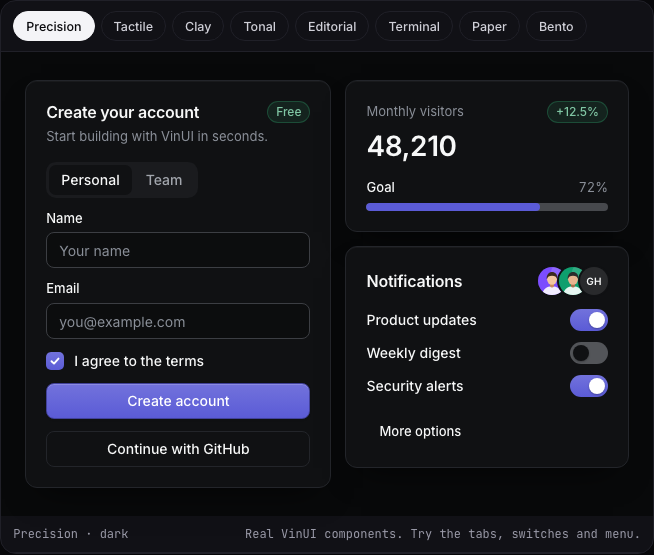 Precision Tactile Clay Tonal Editorial Terminal Paper Bento
Create your account Free
Start building with VinUI in seconds.
Personal Team
Name
Your name
Email
you@example.com
I agree to the terms
Create account
Continue with GitHub
Monthly visitors +12.5%
48,210
Goal 72%
Notifications GH
Product updates
Weekly digest
Security alerts
More options
Precision · dark Real VinUI components. Try the tabs, switches and menu.